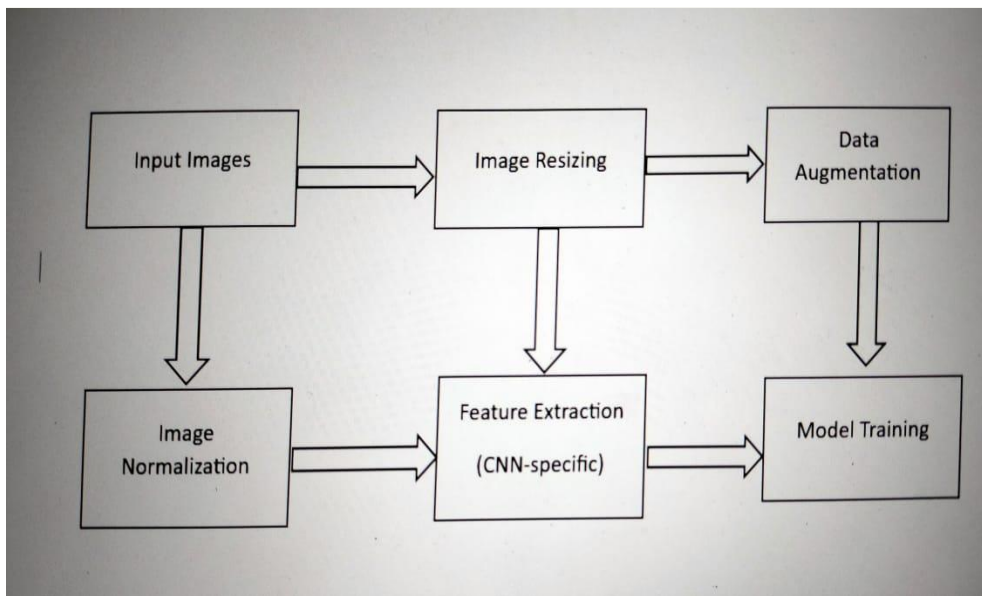 Input Images
Image Resizing
Data
Augmentation
Image
Normalization
Feature Extraction
(CNN-specific)
Model Training